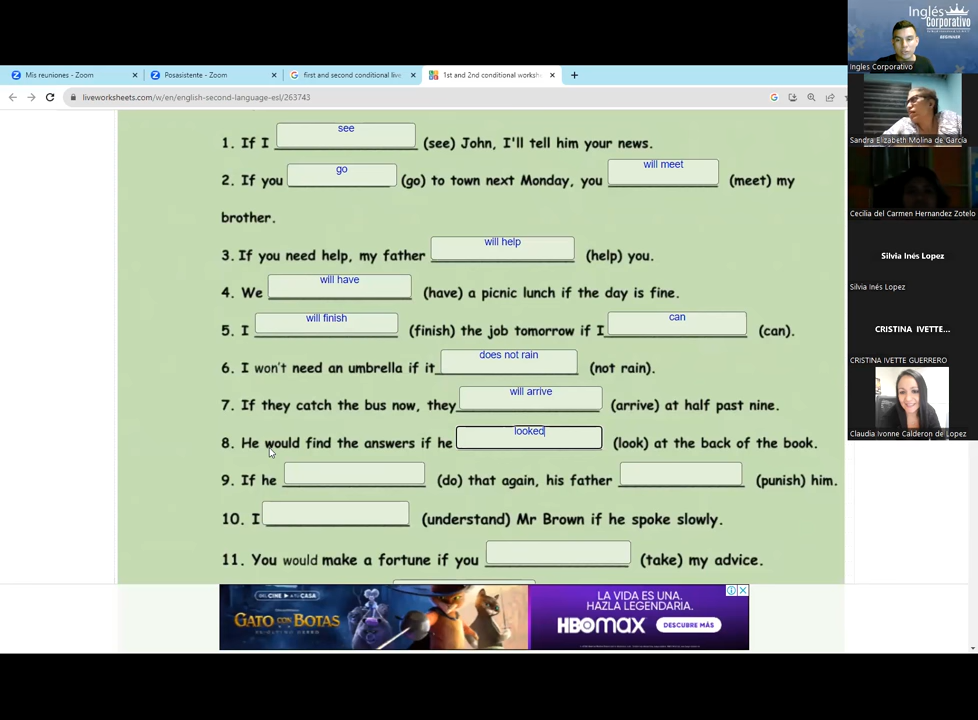 Mis reuniones - Zoom
Posasistente - Zoom
first and second conditional live
1st and 2nd conditional worksh
liveworksheets.com/w/en/english-second-language-esl/263743
1. If I see (see) John, I'll tell him your news.
2. If you go (go) to town next Monday, you will meet (meet) my
brother.
3. If you need help, my father will help (help) you.
4. We will have (have) a picnic lunch if the day is fine.
5. I will finish (finish) the job tomorrow if I can (can).
6. I won't need an umbrella if it does not rain (not rain).
7. If they catch the bus now, they will arrive (arrive) at half past nine.
8. He would find the answers if he looked (look) at the back of the book.
9. If he (do) that again, his father (punish) him.
10. I (understand) Mr Brown if he spoke slowly.
11. You would make a fortune if you (take) my advice.
DEL CINE A TU CASA
GATO CON BOTAS
LA VIDA ES UNA.
HAZLA LEGENDARIA.
HBOmax
DESCUBRE MÁS
Inglés
Corporativo
BEGINNER
Ingles Corporativo
Sandra Elizabeth Molina de García
Cecilia del Carmen Hernandez Zotelo
Silvia Inés Lopez
Silvia Inés Lopez
CRISTINA IVETTE...
CRISTINA IVETTE GUERRERO
Claudia Ivonne Calderon de Lopez